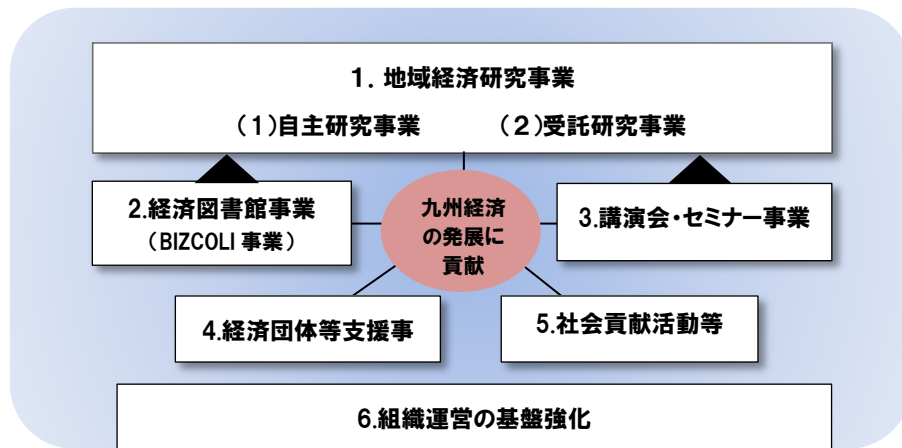 １．地域経済研究事業
（１）自主研究事業　（２）受託研究事業
2.経済図書館事業
（BIZCOLI 事業）
九州経済
の発展に
貢献
3.講演会・セミナー事業
4.経済団体等支援事
5.社会貢献活動等
6.組織運営の基盤強化